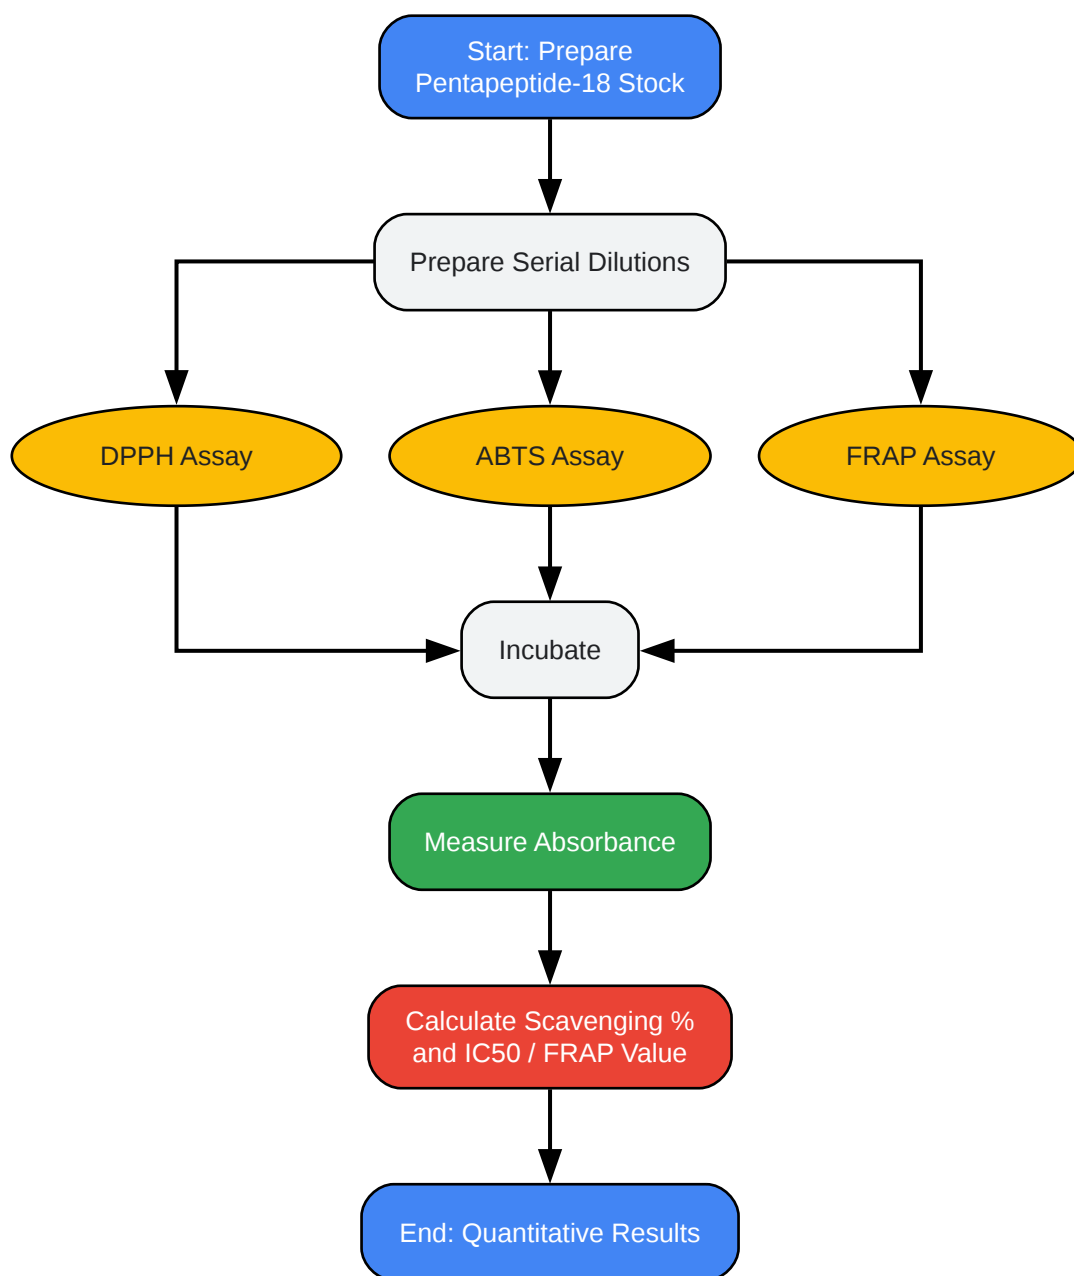 Start: Prepare
Pentapeptide-18 Stock
Prepare Serial Dilutions
DPPH Assay
ABTS Assay
FRAP Assay
Incubate
Measure Absorbance
Calculate Scavenging %
and IC50 / FRAP Value
End: Quantitative Results